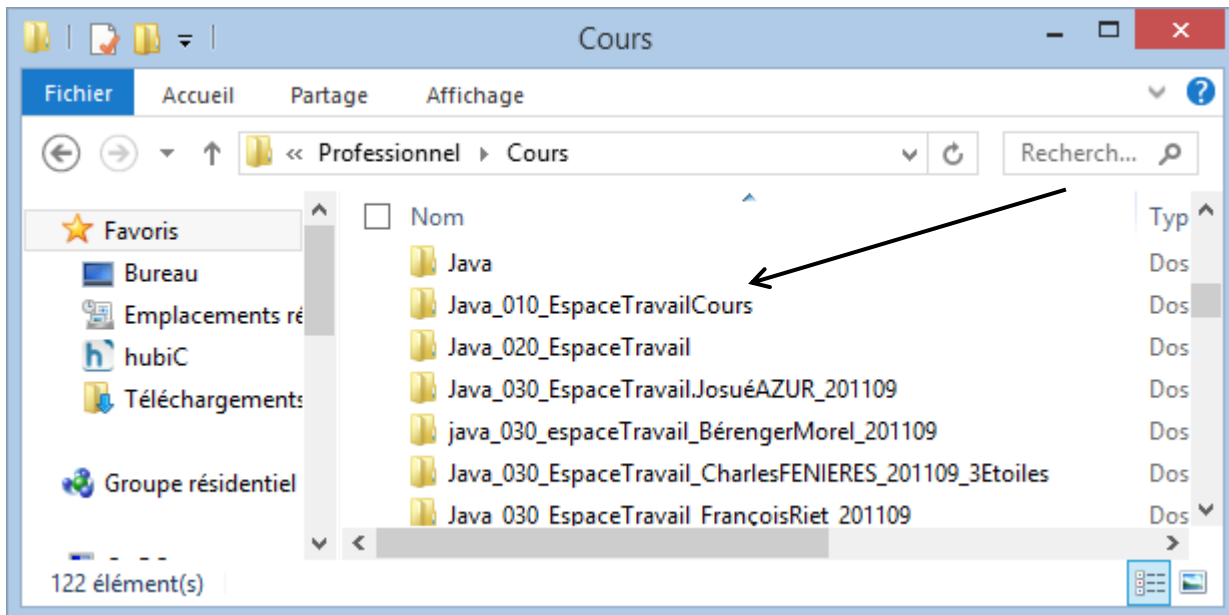 Cours
Fichier Accueil Partage Affichage
« Professionnel Cours Recherch...
Nom Typ
Favoris
Bureau
Emplacements ré
hubiC
Téléchargements
Groupe résidentiel
Java Dos
Java_010_EspaceTravailCours Dos
Java_020_EspaceTravail Dos
Java_030_EspaceTravail.JosuéAZUR_201109 Dos
java_030_espaceTravail_BérengerMorel_201109 Dos
Java_030_EspaceTravail_CharlesFENIERES_201109_3Etoiles Dos
Java_030_EspaceTravail_FrançoisRiet_201109 Dos
122 élément(s)